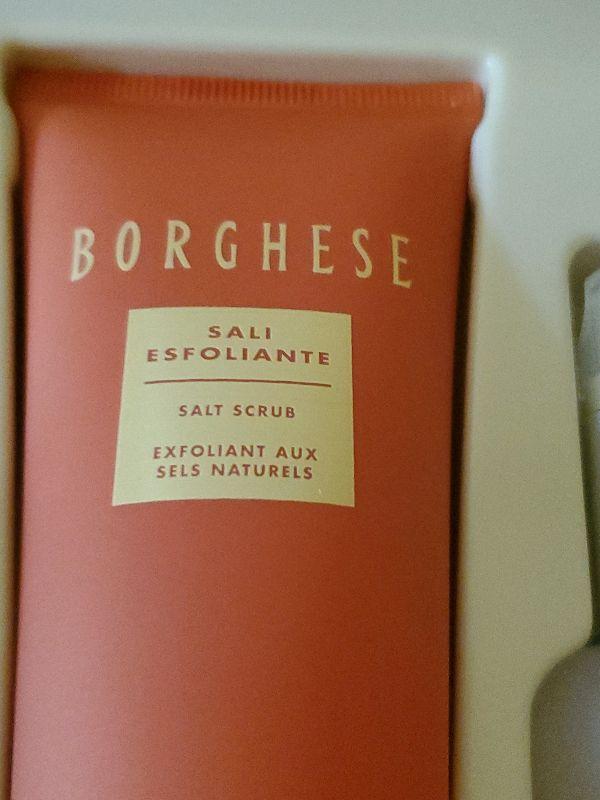 BORGHESE
SALI
ESFOLIANTE
SALT SCRUB
EXFOLIANT AUX
SELS NATURELS